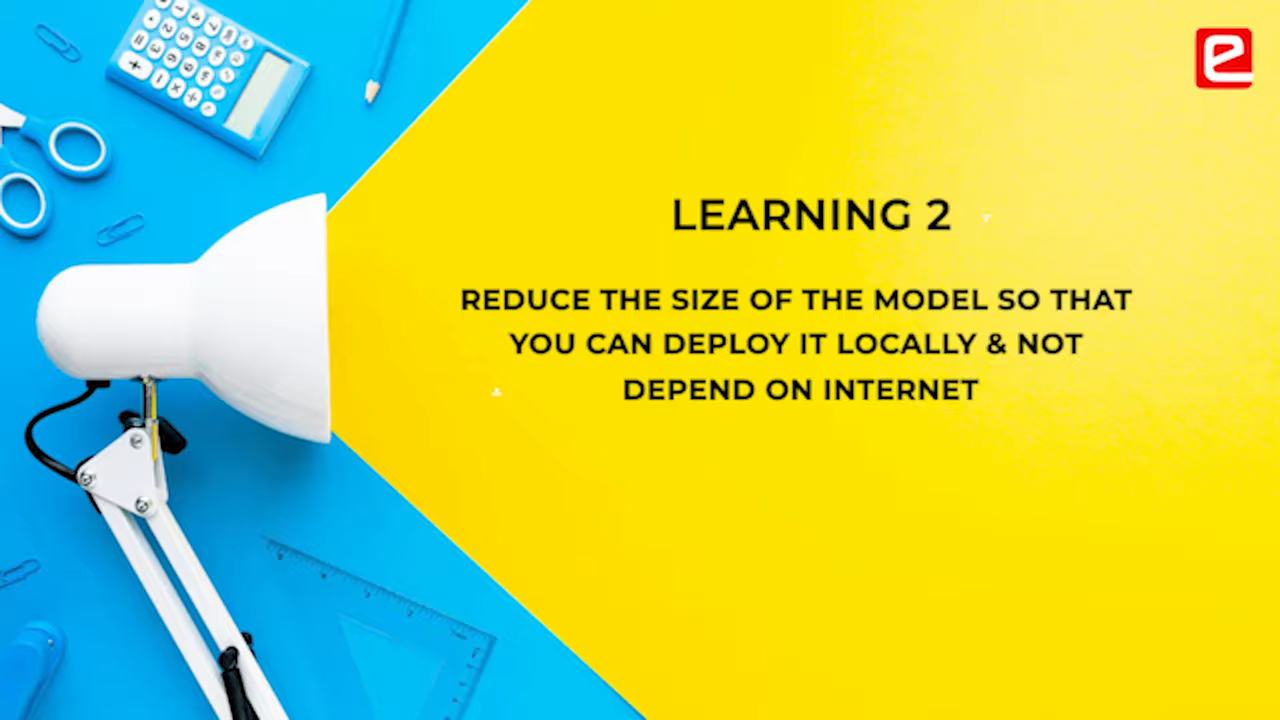 LEARNING 2
REDUCE THE SIZE OF THE MODEL SO THAT
YOU CAN DEPLOY IT LOCALLY & NOT
DEPEND ON INTERNET